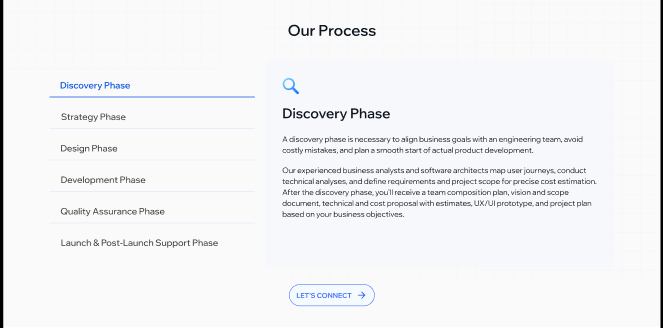 Our Process
Discovery Phase
Strategy Phase
Design Phase
Development Phase
Quality Assurance Phase
Launch & Post-Launch Support Phase
Discovery Phase
A discovery phase is necessary to align business goals with an engineering team, avoid
costly mistakes, and plan a smooth start of actual product development.
Our experienced business analysts and software architects map user journeys, conduct
technical analyses, and define requirements and project scope for precise cost estimation.
After the discovery phase, you'll receive a team composition plan, vision and scope
document, technical and cost proposal with estimates, UX/UI prototype, and project plan
based on your business objectives.
LET'S CONNECT →